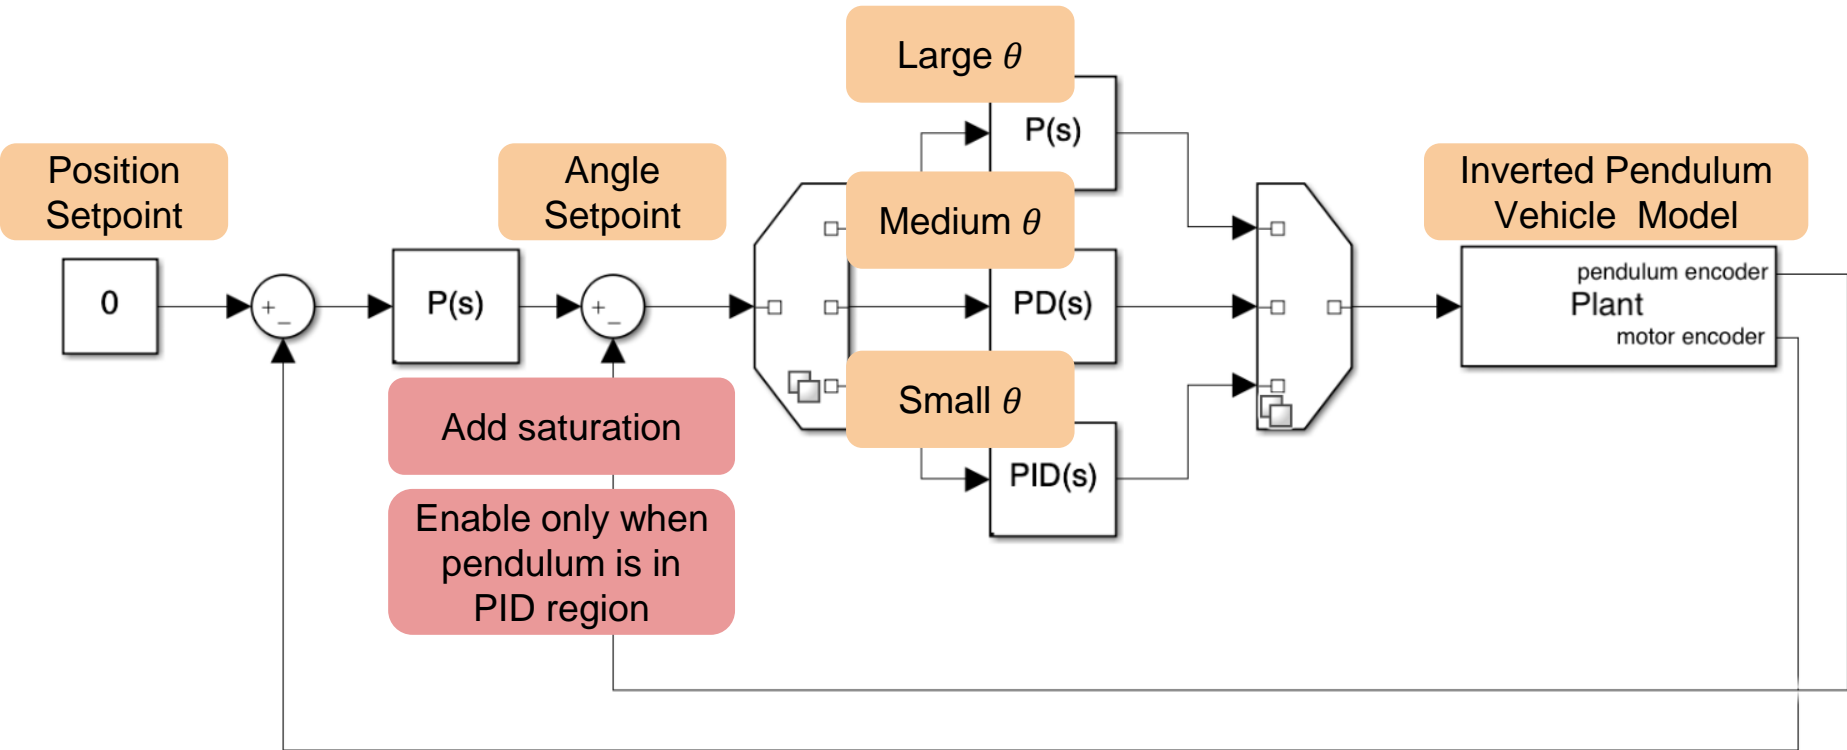 Large θ
P(s)
Position
Setpoint
Angle
Setpoint
Inverted Pendulum
Vehicle Model
Medium θ
0
+
−
P(s)
+
−
PD(s)
pendulum encoder
Plant
motor encoder
Small θ
Add saturation
PID(s)
Enable only when
pendulum is in
PID region